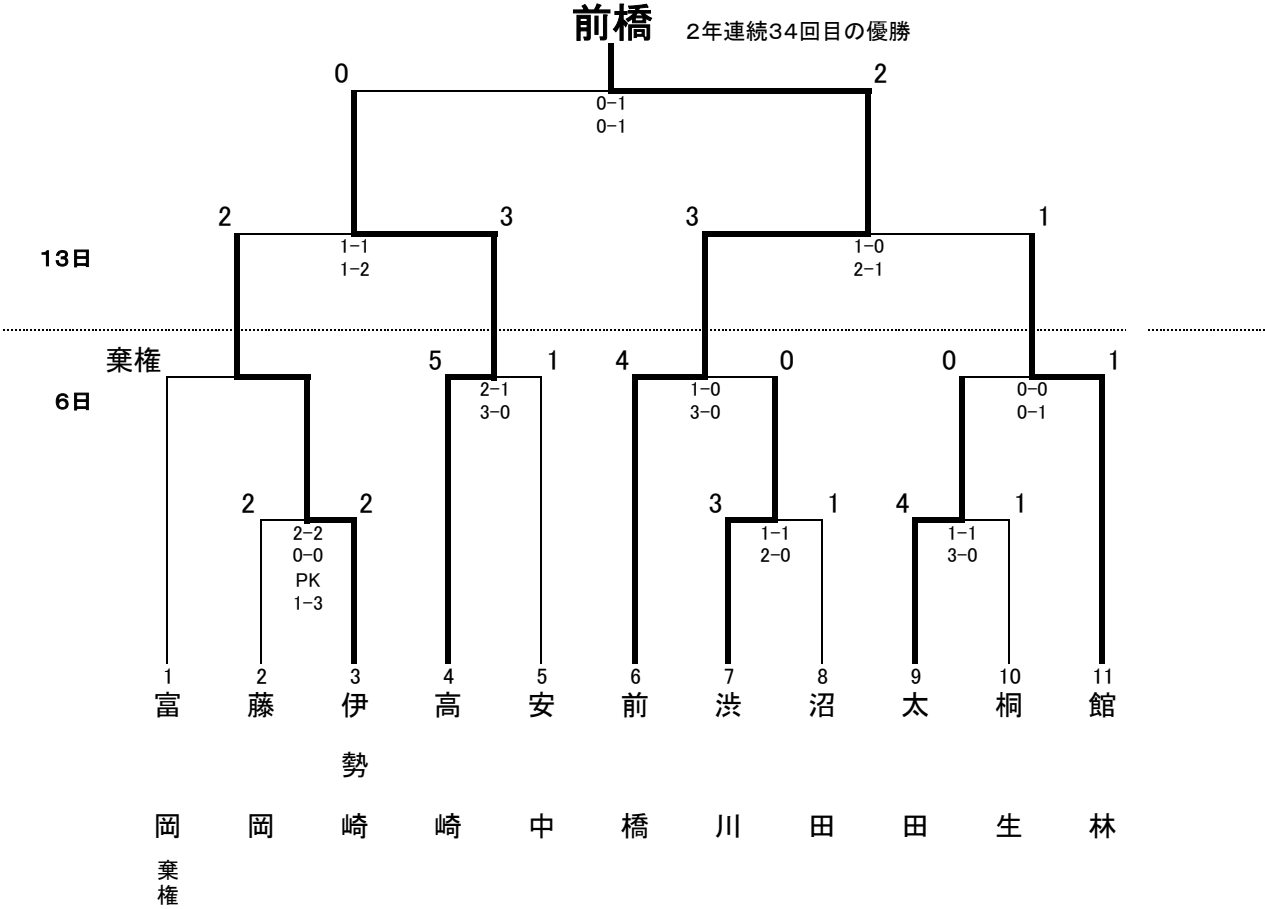 前橋 2年連続34回目の優勝
0 2
0-1
0-1
2 3 3 1
13日
1-1 1-0
1-2 2-1
棄権 5 1 4 0 0 1
6日
2-1 1-0 0-0
3-0 3-0 0-1
2 2 3 1 4 1
2-2 1-1 1-1
0-0 2-0 3-0
PK
1-3
1 2 3 4 5 6 7 8 9 10 11
富岡 藤岡 伊勢崎 高崎 安中 前橋 渋川 沼田 太田 桐生 館林
棄権